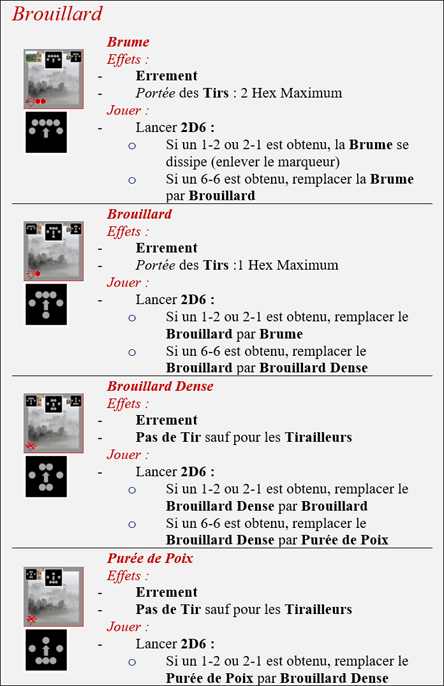 Brouillard
Brume
Effets :
- Errement
- Portée des Tirs : 2 Hex Maximum
Jouer :
- Lancer 2D6 :
o Si un 1-2 ou 2-1 est obtenu, la Brume se
dissipe (enlever le marqueur)
o Si un 6-6 est obtenu, remplacer la Brume
par Brouillard
Brouillard
Effets :
- Errement
- Portée des Tirs :1 Hex Maximum
Jouer :
- Lancer 2D6 :
o Si un 1-2 ou 2-1 est obtenu, remplacer le
Brouillard par Brume
o Si un 6-6 est obtenu, remplacer le
Brouillard par Brouillard Dense
Brouillard Dense
Effets :
- Errement
- Pas de Tir sauf pour les Tirailleurs
Jouer :
- Lancer 2D6 :
o Si un 1-2 ou 2-1 est obtenu, remplacer le
Brouillard Dense par Brouillard
o Si un 6-6 est obtenu, remplacer le
Brouillard Dense par Purée de Poix
Purée de Poix
Effets :
- Errement
- Pas de Tir sauf pour les Tirailleurs
Jouer :
- Lancer 2D6 :
o Si un 1-2 ou 2-1 est obtenu, remplacer le
Purée de Poix par Brouillard Dense